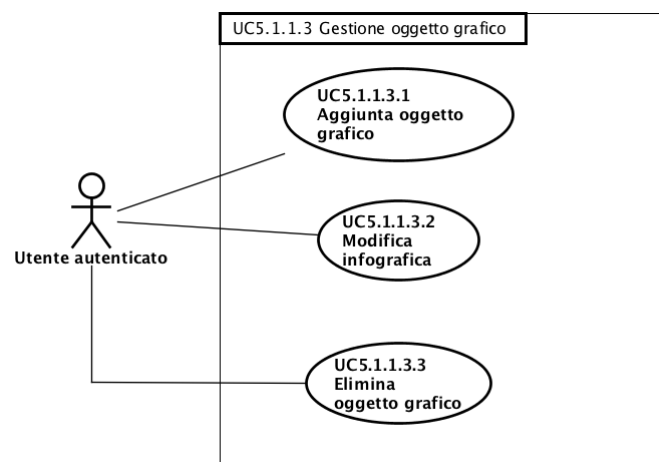 UC5.1.1.3 Gestione oggetto grafico
UC5.1.1.3.1
Aggiunta oggetto
grafico
UC5.1.1.3.2
Modifica
infografica
Utente autenticato
UC5.1.1.3.3
Elimina
oggetto grafico